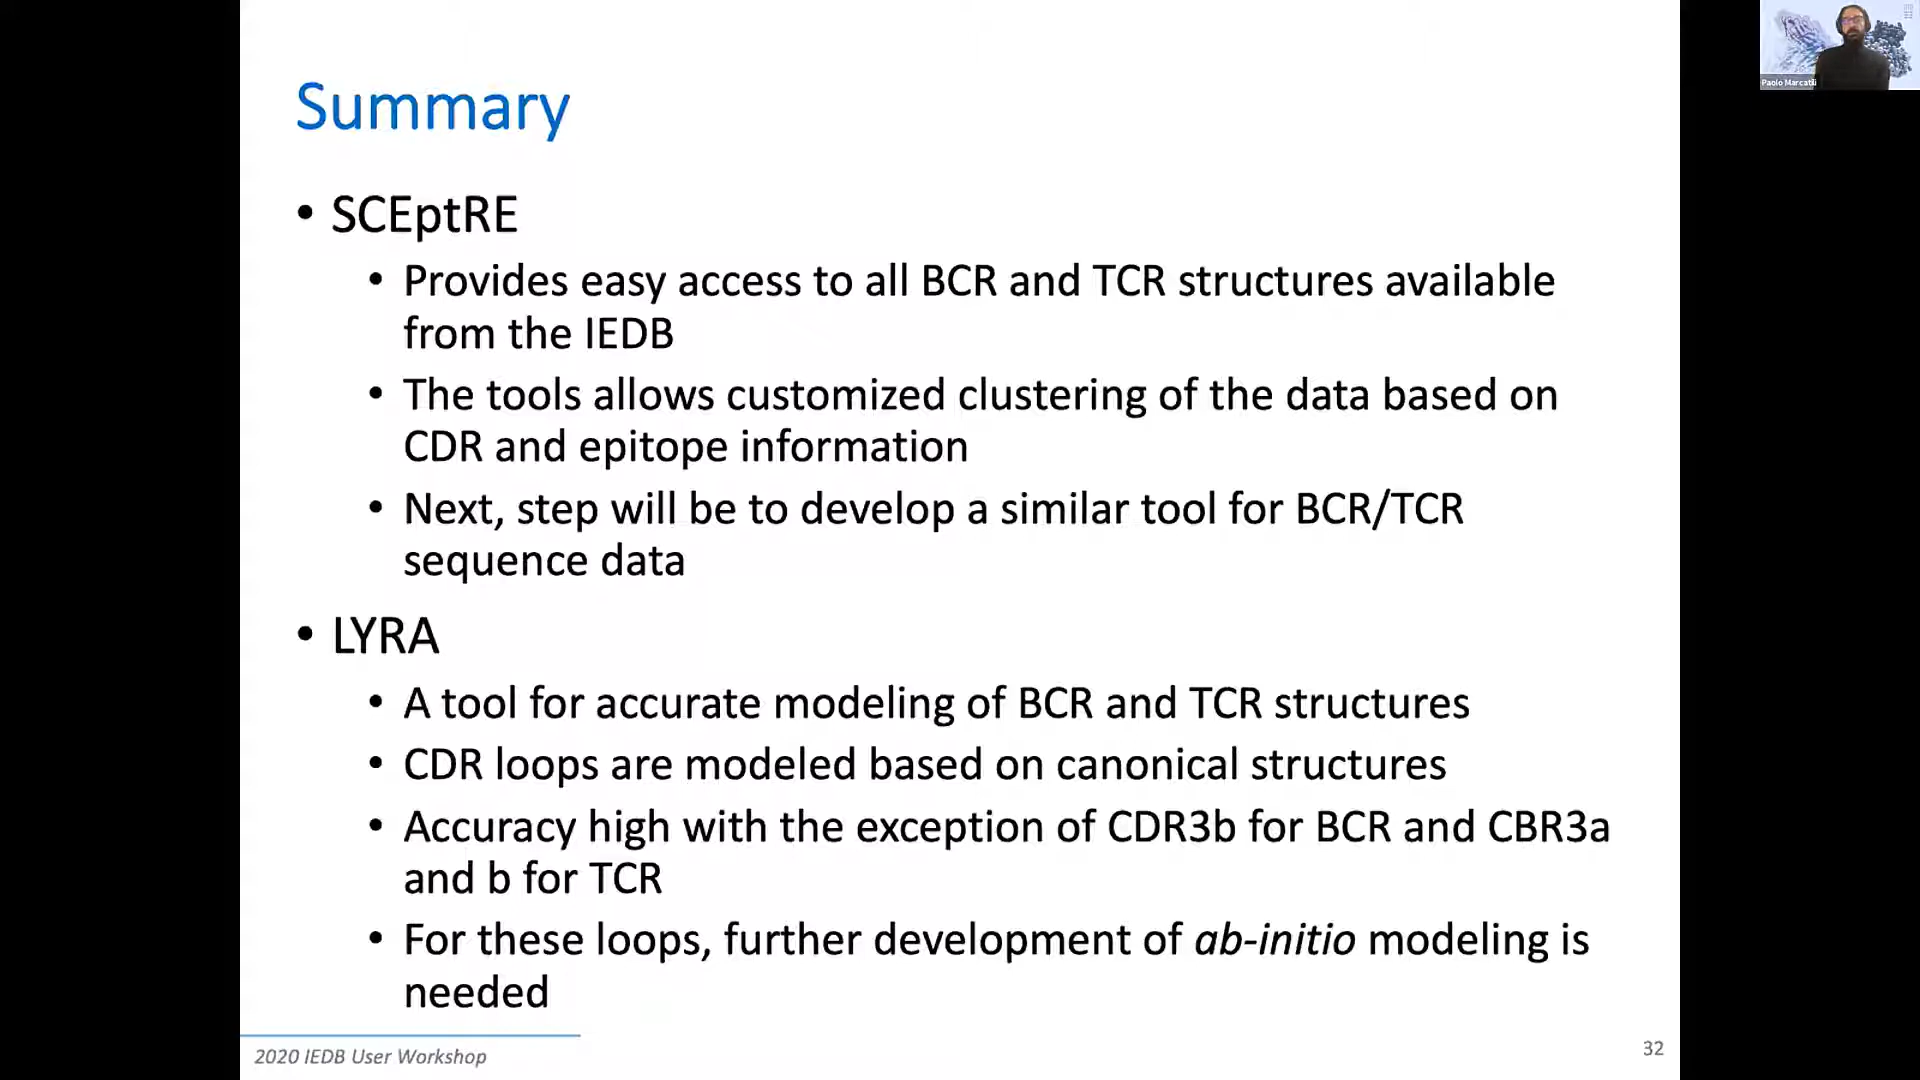 Summary
• SCEptRE
• Provides easy access to all BCR and TCR structures available
from the IEDB
• The tools allows customized clustering of the data based on
CDR and epitope information
• Next, step will be to develop a similar tool for BCR/TCR
sequence data
• LYRA
• A tool for accurate modeling of BCR and TCR structures
• CDR loops are modeled based on canonical structures
• Accuracy high with the exception of CDR3b for BCR and CBR3a
and b for TCR
• For these loops, further development of ab-initio modeling is
needed
2020 IEDB User Workshop
32
Paolo Marcatili